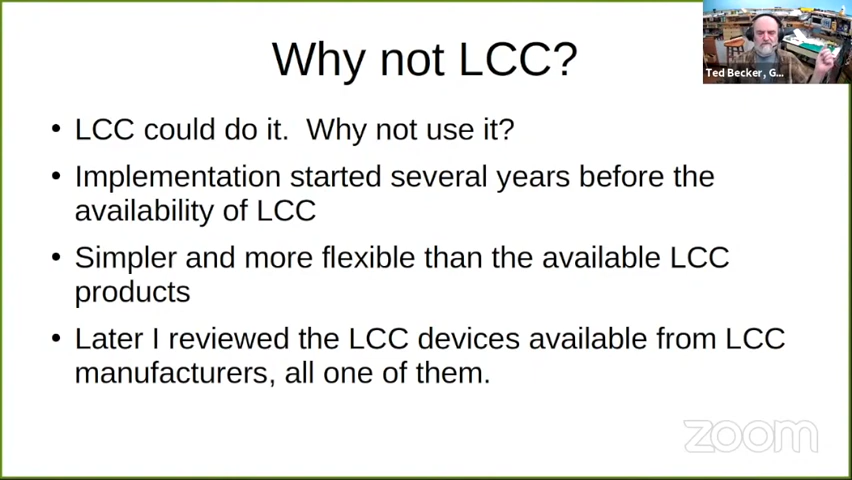 Why not LCC?
Ted Becker, G...
• LCC could do it.  Why not use it?
• Implementation started several years before the
availability of LCC
• Simpler and more flexible than the available LCC
products
• Later I reviewed the LCC devices available from LCC
manufacturers, all one of them.
zoom